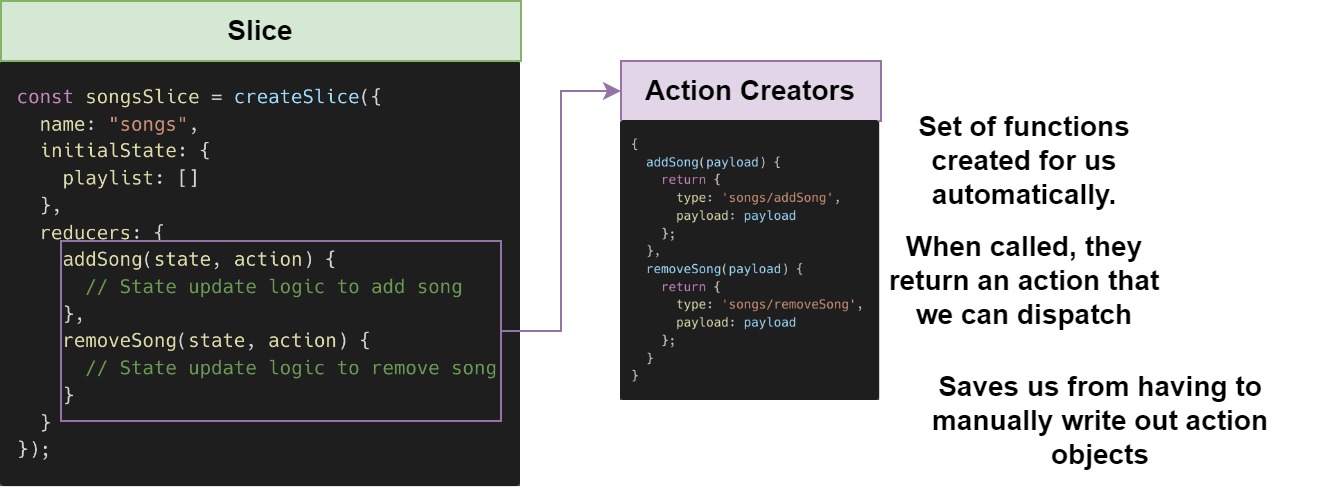 Slice
const songsSlice = createSlice({
  name: "songs",
  initialState: {
    playlist: []
  },
  reducers: {
    addSong(state, action) {
      // State update logic to add song
    },
    removeSong(state, action) {
      // State update logic to remove song
    }
  }
});
Action Creators
{
  addSong(payload) {
    return {
      type: 'songs/addSong',
      payload: payload
    };
  },
  removeSong(payload) {
    return {
      type: 'songs/removeSong',
      payload: payload
    };
  }
}
Set of functions
created for us
automatically.
When called, they
return an action that
we can dispatch
Saves us from having to
manually write out action
objects